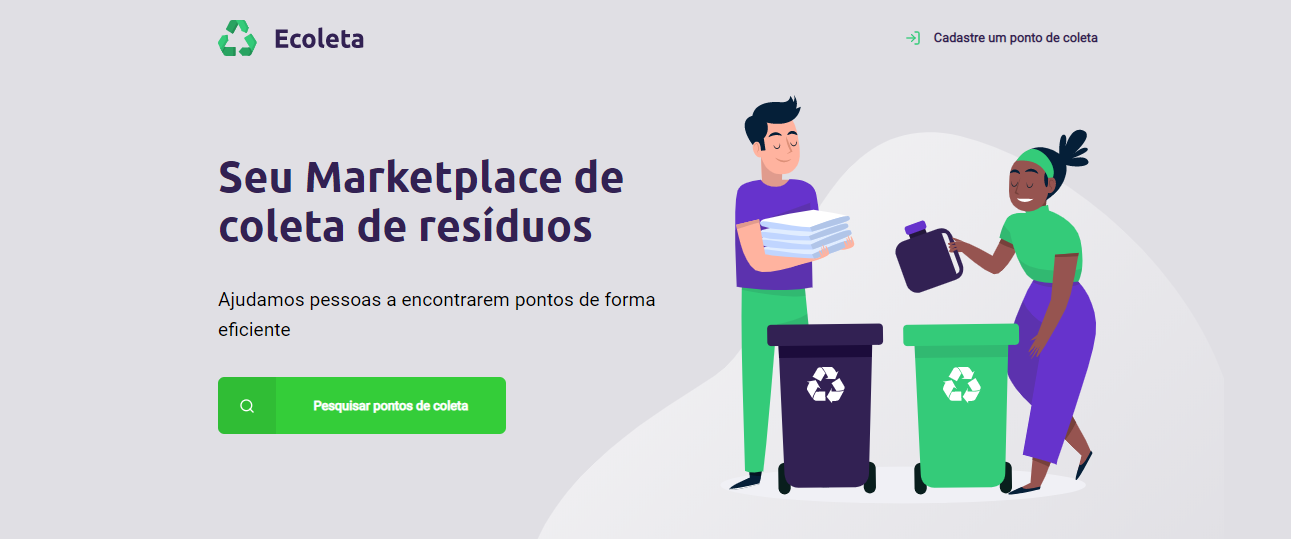 Ecoleta
Cadastre um ponto de coleta
Seu Marketplace de
coleta de resíduos
Ajudamos pessoas a encontrarem pontos de forma
eficiente
Pesquisar pontos de coleta